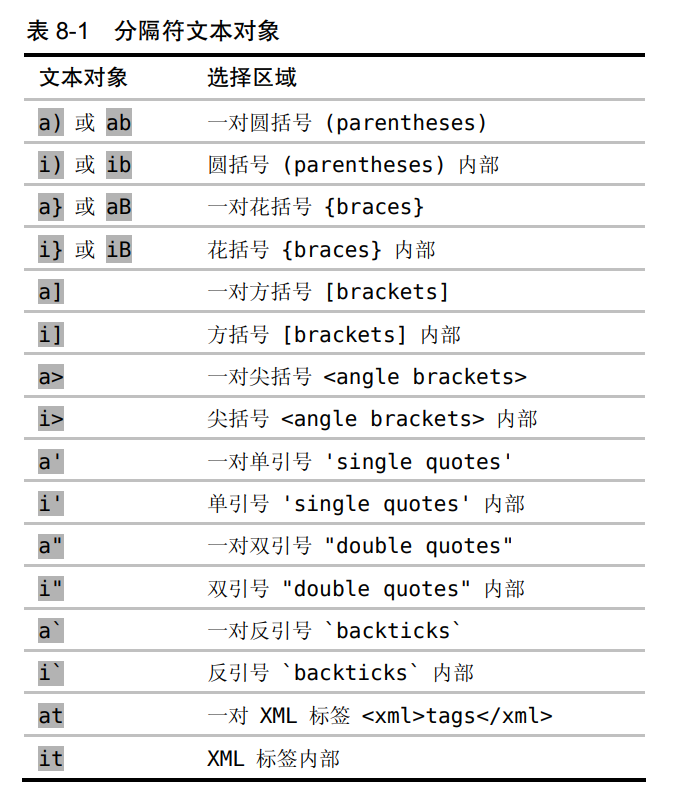 表 8-1 分隔符文本对象
文本对象 选择区域
a) 或 ab 一对圆括号 (parentheses)
i) 或 ib 圆括号 (parentheses) 内部
a} 或 aB 一对花括号 {braces}
i} 或 iB 花括号 {braces} 内部
a] 一对方括号 [brackets]
i] 方括号 [brackets] 内部
a> 一对尖括号 <angle brackets>
i> 尖括号 <angle brackets> 内部
a' 一对单引号 'single quotes'
i' 单引号 'single quotes' 内部
a" 一对双引号 "double quotes"
i" 双引号 "double quotes" 内部
a` 一对反引号 `backticks`
i` 反引号 `backticks` 内部
at 一对 XML 标签 <xml>tags</xml>
it XML 标签内部